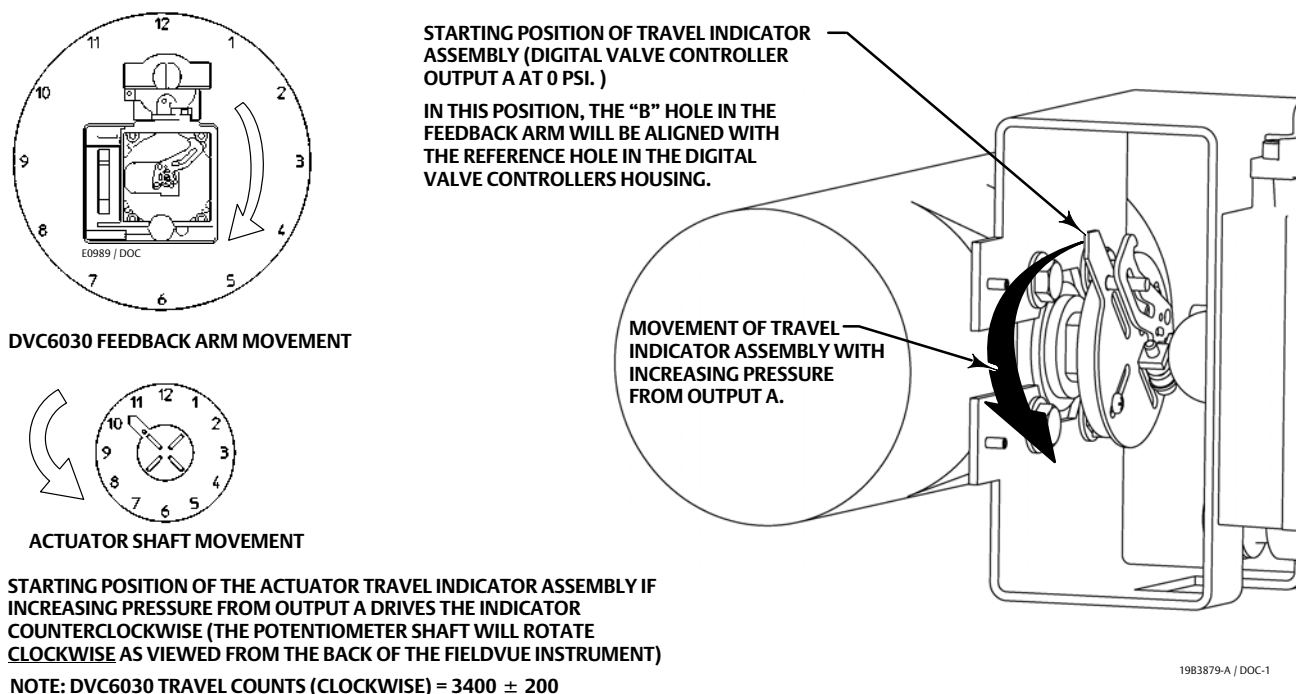 12
1
2
3
4
5
6
7
8
9
10
11
E0989 / DOC
DVC6030 FEEDBACK ARM MOVEMENT
12
1
2
3
4
5
6
7
8
9
10
11
ACTUATOR SHAFT MOVEMENT
STARTING POSITION OF THE ACTUATOR TRAVEL INDICATOR ASSEMBLY IF
INCREASING PRESSURE FROM OUTPUT A DRIVES THE INDICATOR
COUNTERCLOCKWISE (THE POTENTIOMETER SHAFT WILL ROTATE
CLOCKWISE AS VIEWED FROM THE BACK OF THE FIELDVUE INSTRUMENT)
NOTE: DVC6030 TRAVEL COUNTS (CLOCKWISE) = 3400 ± 200
STARTING POSITION OF TRAVEL INDICATOR
ASSEMBLY (DIGITAL VALVE CONTROLLER
OUTPUT A AT 0 PSI. )
IN THIS POSITION, THE “B” HOLE IN THE
FEEDBACK ARM WILL BE ALIGNED WITH
THE REFERENCE HOLE IN THE DIGITAL
VALVE CONTROLLERS HOUSING.
MOVEMENT OF TRAVEL
INDICATOR ASSEMBLY WITH
INCREASING PRESSURE
FROM OUTPUT A.
19B3879-A / DOC-1